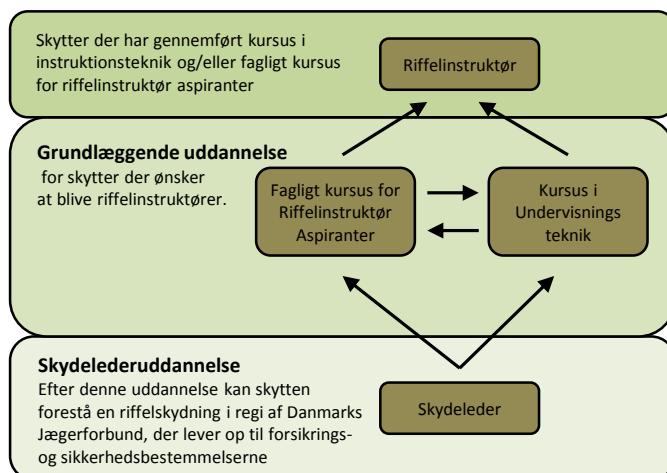 Skytter der har gennemført kursus i
instruktionsteknik og/eller fagligt kursus
for riffelinstruktør aspiranter
Riffelinstruktør
Grundlæggende uddannelse
for skytter der ønsker
at blive riffelinstruktører.
Fagligt kursus for
Riffelinstruktør
Aspiranter
Kursus i
Undervisnings
teknik
Skydelederuddannelse
Efter denne uddannelse kan skytten
forestå en riffelskydning i regi af Danmarks
Jægerforbund, der lever op til forsikrings-
og sikkerhedsbestemmelserne
Skydeleder